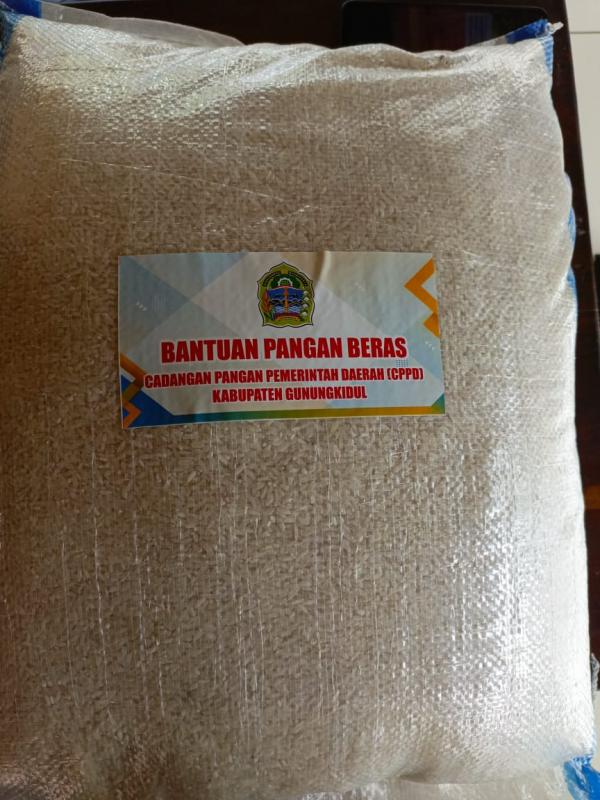 BANTUAN PANGAN BERAS
CADANGAN PANGAN PEMERINTAH DAERAH (CPPD)
KABUPATEN GUNUNGKIDUL